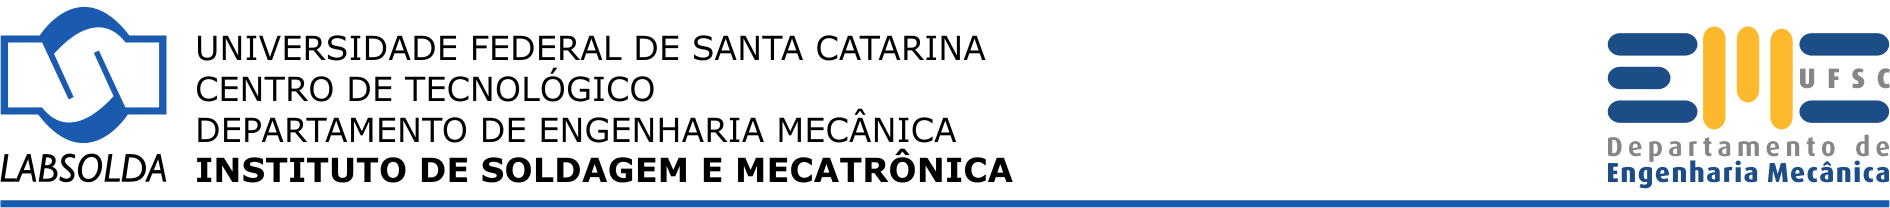 LABSOLDA
UNIVERSIDADE FEDERAL DE SANTA CATARINA
CENTRO DE TECNOLÓGICO
DEPARTAMENTO DE ENGENHARIA MECÂNICA
INSTITUTO DE SOLDAGEM E MECATRÔNICA
EME
UFSC
Departamento de
Engenharia Mecânica